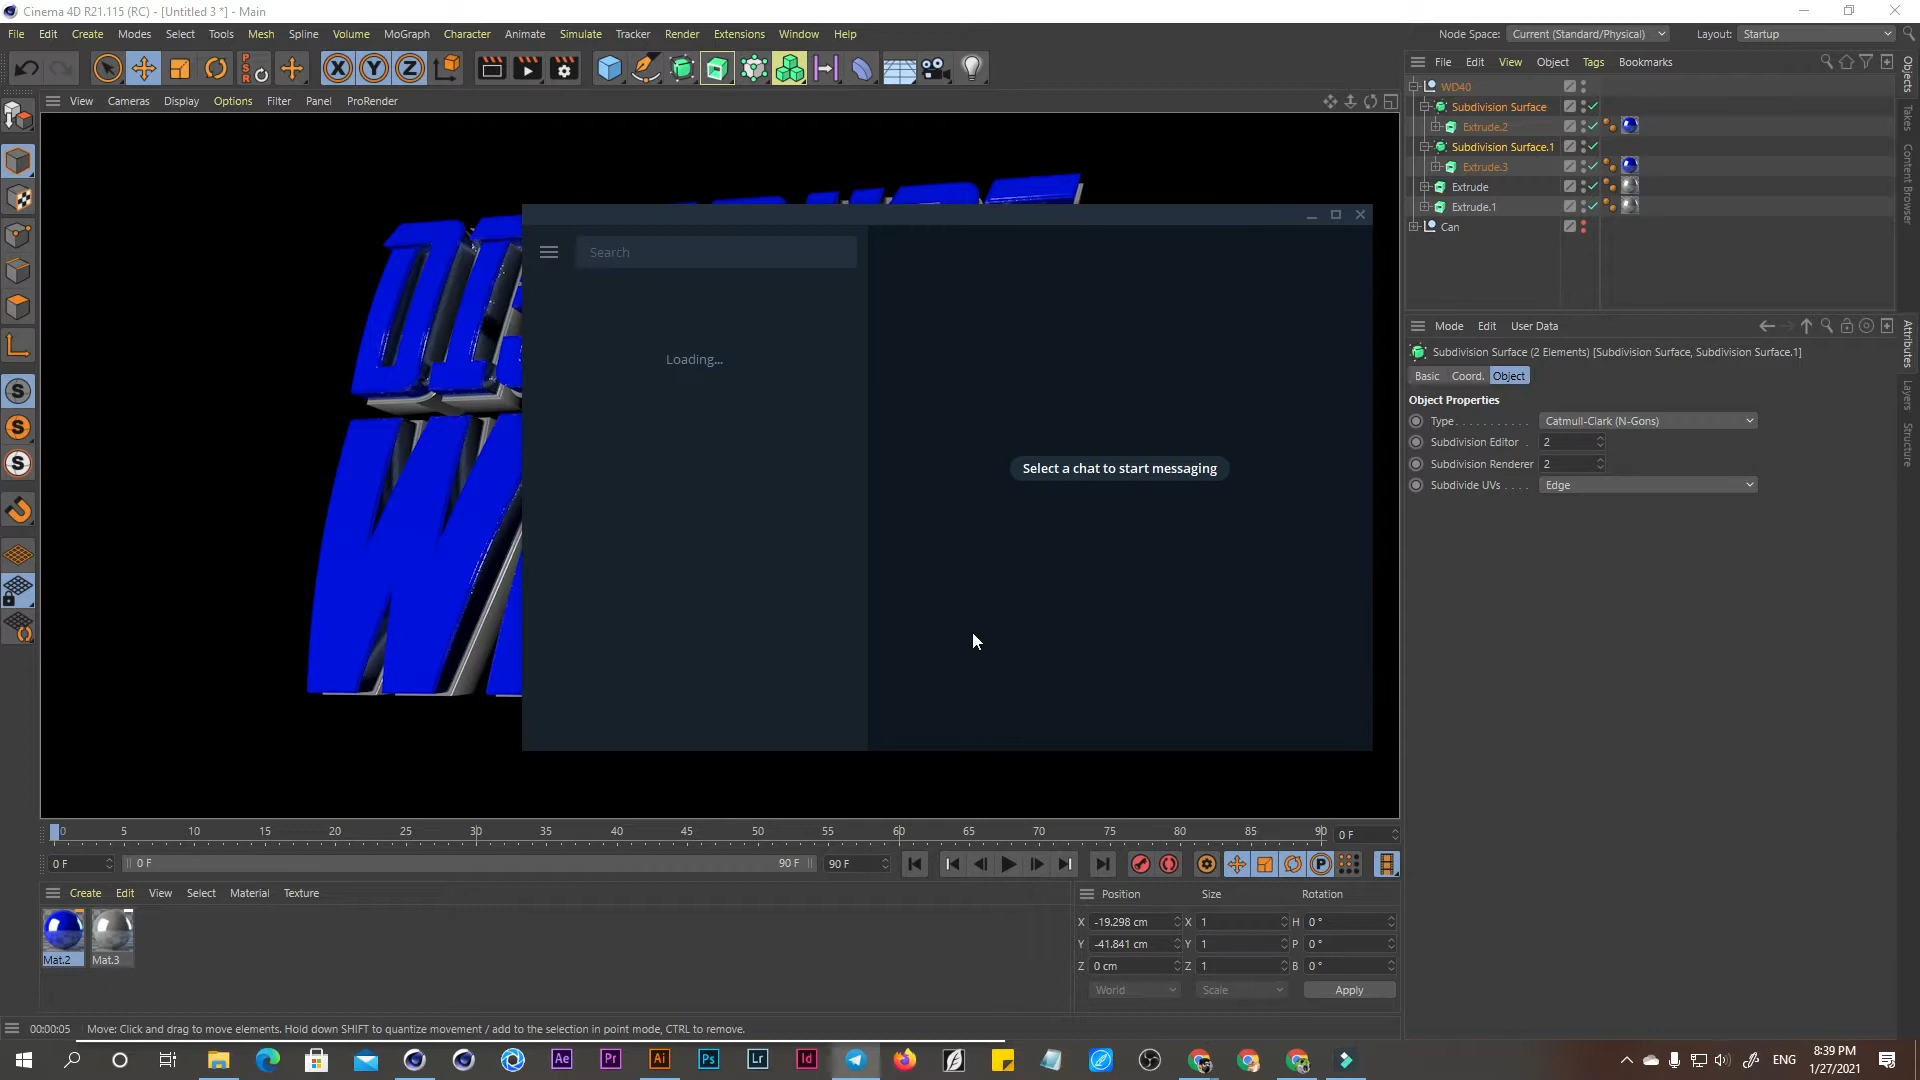 Cinema 4D R21.115 (RC) - [Untitled 3 *] - Main
File Edit Create Modes Select Tools Mesh Spline Volume MoGraph Character Animate Simulate Tracker Render Extensions Window Help
Node Space: Current (Standard/Physical) Layout: Startup
PSR X Y Z
File Edit View Object Tags Bookmarks
View Cameras Display Options Filter Panel ProRender
WD40
Subdivision Surface
Extrude.2
Subdivision Surface.1
Extrude.3
Extrude
Extrude.1
Can
Objects
Takes
Content Browser
Attributes
Layers
Structure
Search
Loading...
Select a chat to start messaging
Mode Edit User Data
Subdivision Surface (2 Elements) [Subdivision Surface, Subdivision Surface.1]
Basic Coord. Object
Object Properties
Type . . . . . . . . . . . Catmull-Clark (N-Gons)
Subdivision Editor . 2
Subdivision Renderer 2
Subdivide UVs . . . . Edge
0 5 10 15 20 25 30 35 40 45 50 55 60 65 70 75 80 85 90 0 F
0 F 0 F 90 F 90 F
Create Edit View Select Material Texture
Mat.2 Mat.3
Position Size Rotation
X -19.298 cm X 1 H 0 °
Y -41.841 cm Y 1 P 0 °
Z 0 cm Z 1 B 0 °
World Scale Apply
00:00:05 Move: Click and drag to move elements. Hold down SHIFT to quantize movement / add to the selection in point mode, CTRL to remove.
Ae Pr Ai Ps Lr Id
ENG
8:39 PM
1/27/2021